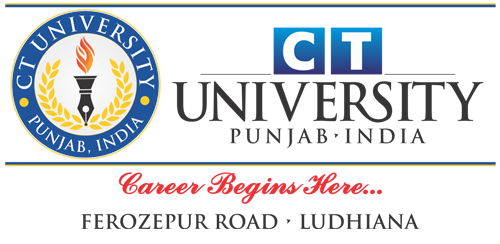 CT UNIVERSITY
PUNJAB, INDIA
CT
UNIVERSITY
PUNJAB · INDIA
Career Begins Here...
FEROZEPUR ROAD · LUDHIANA